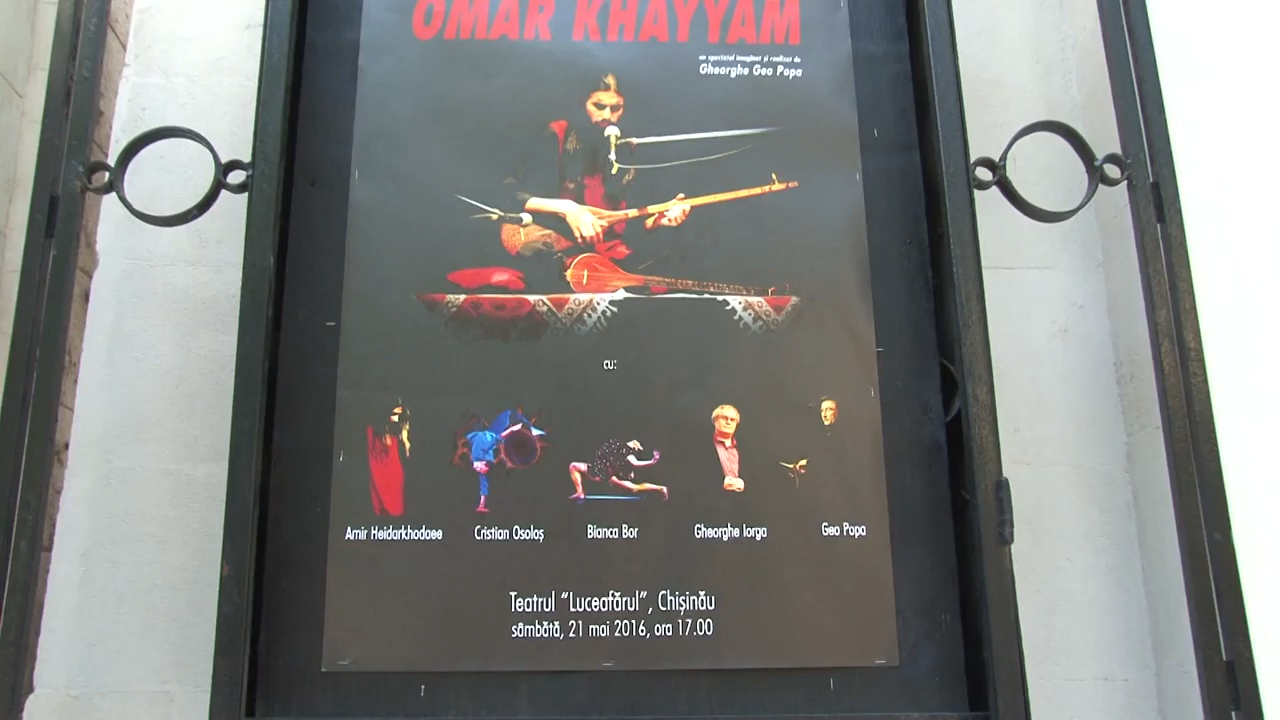 OMAR KHAYYAM
un spectacol imaginat și realizat de
Gheorghe Geo Popa
cu:
Amir Heidarkhodaee
Cristian Osoloș
Bianca Bor
Gheorghe Iorga
Geo Popa
Teatrul “Luceafărul”, Chișinău
sâmbătă, 21 mai 2016, ora 17.00